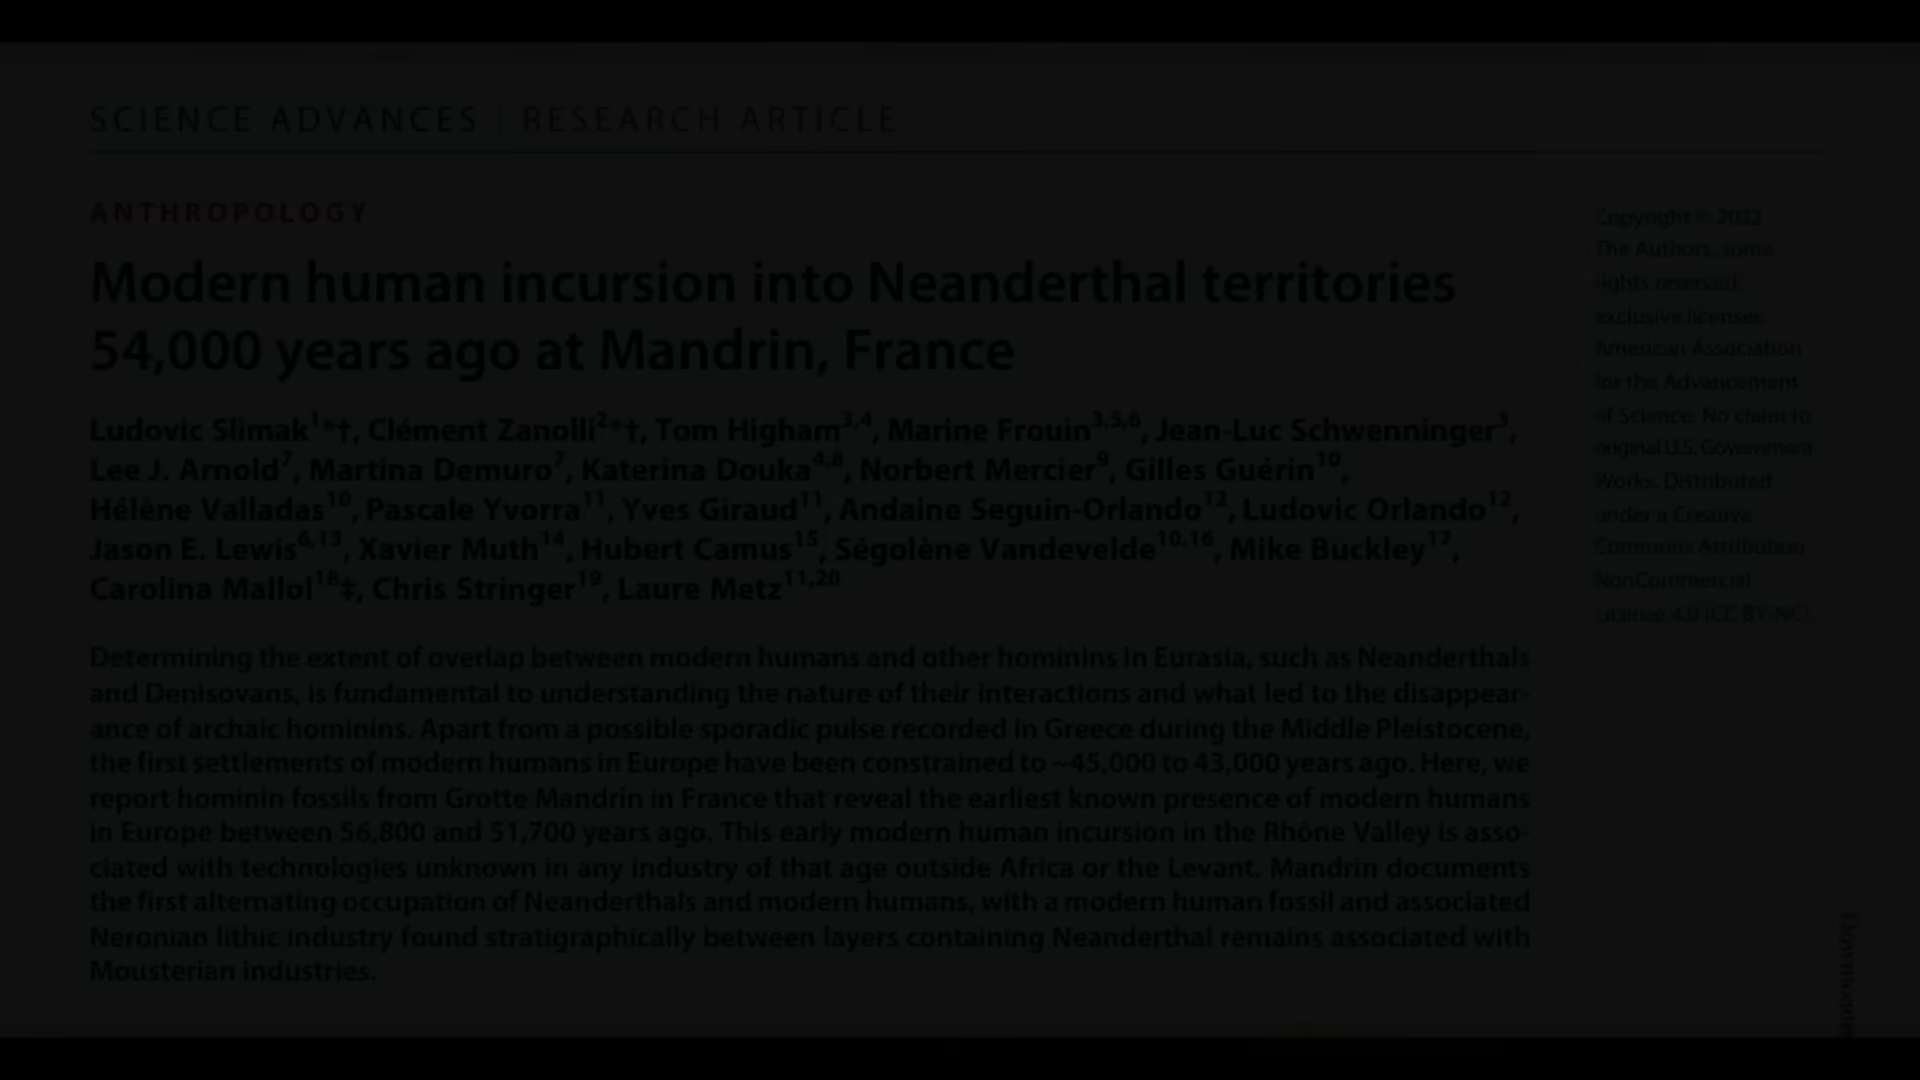 SCIENCE ADVANCES | RESEARCH ARTICLE
ANTHROPOLOGY
Modern human incursion into Neanderthal territories
54,000 years ago at Mandrin, France
Ludovic Slimak1*†, Clément Zanolli2*†, Tom Higham3,4, Marine Frouin3,5,6, Jean-Luc Schwenninger3,
Lee J. Arnold7, Martina Demuro7, Katerina Douka4,8, Norbert Mercier9, Gilles Guérin10,
Hélène Valladas10, Pascale Yvorra11, Yves Giraud11, Andaine Seguin-Orlando12, Ludovic Orlando12,
Jason E. Lewis6,13, Xavier Muth14, Hubert Camus15, Ségolène Vandevelde10,16, Mike Buckley17,
Carolina Mallol18‡, Chris Stringer19, Laure Metz11,20
Determining the extent of overlap between modern humans and other hominins in Eurasia, such as Neanderthals
and Denisovans, is fundamental to understanding the nature of their interactions and what led to the disappear-
ance of archaic hominins. Apart from a possible sporadic pulse recorded in Greece during the Middle Pleistocene,
the first settlements of modern humans in Europe have been constrained to ~45,000 to 43,000 years ago. Here, we
report hominin fossils from Grotte Mandrin in France that reveal the earliest known presence of modern humans
in Europe between 56,800 and 51,700 years ago. This early modern human incursion in the Rhône Valley is asso-
ciated with technologies unknown in any industry of that age outside Africa or the Levant. Mandrin documents
the first alternating occupation of Neanderthals and modern humans, with a modern human fossil and associated
Neronian lithic industry found stratigraphically between layers containing Neanderthal remains associated with
Mousterian industries.
Copyright © 2022
The Authors, some
rights reserved;
exclusive licensee
American Association
for the Advancement
of Science. No claim to
original U.S. Government
Works. Distributed
under a Creative
Commons Attribution
NonCommercial
License 4.0 (CC BY-NC).